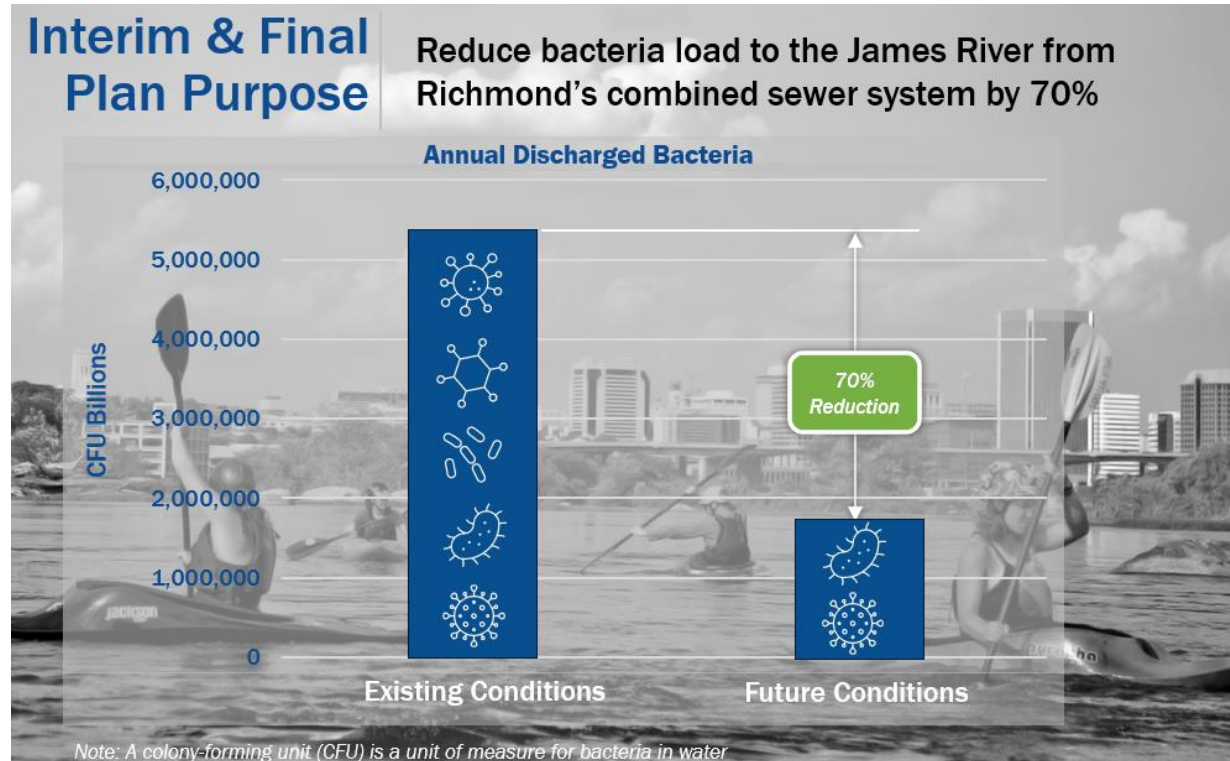 Interim & Final
Plan Purpose
Reduce bacteria load to the James River from
Richmond's combined sewer system by 70%
Annual Discharged Bacteria
6,000,000
5,000,000
4,000,000
3,000,000
2,000,000
1,000,000
0
CFU Billions
70%
Reduction
Existing Conditions
Future Conditions
JACKSON
Note: A colony-forming unit (CFU) is a unit of measure for bacteria in water